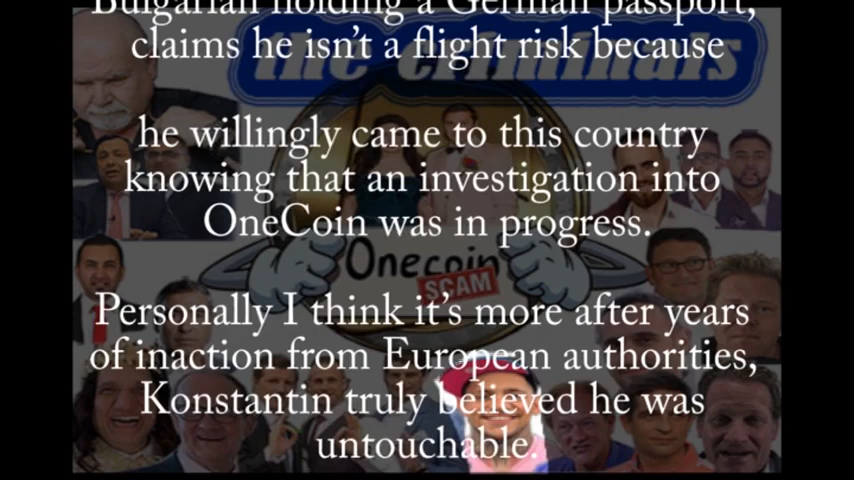 Bulgarian holding a German passport,
the criminals
claims he isn't a flight risk because
he willingly came to this country
knowing that an investigation into
OneCoin was in progress.
Onecoin
SCAM
Personally I think it's more after years
of inaction from European authorities,
Konstantin truly believed he was
untouchable.